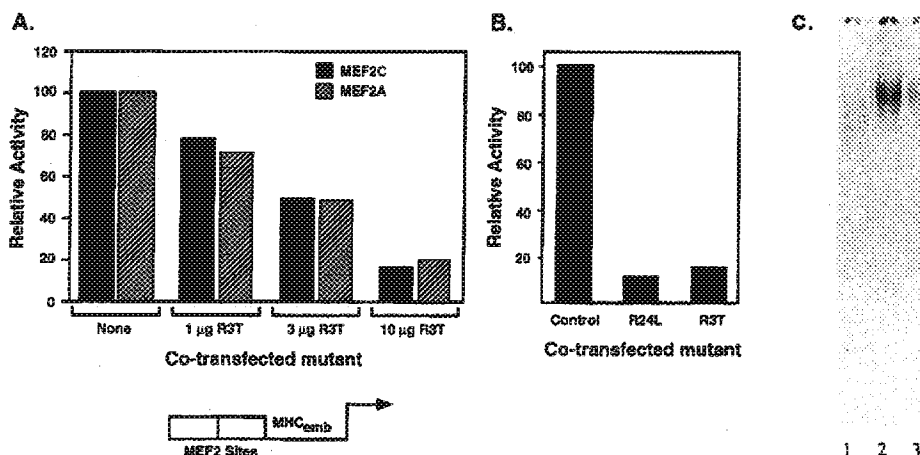 A.
120
100
80
60
40
20
0
Relative Activity
MEF2C
MEF2A
None
1 µg R3T
3 µg R3T
10 µg R3T
Co-transfected mutant
MHCemb
MEF2 Sites
B.
100
80
60
40
20
Relative Activity
Control
R24L
R3T
Co-transfected mutant
C.
1 2 3